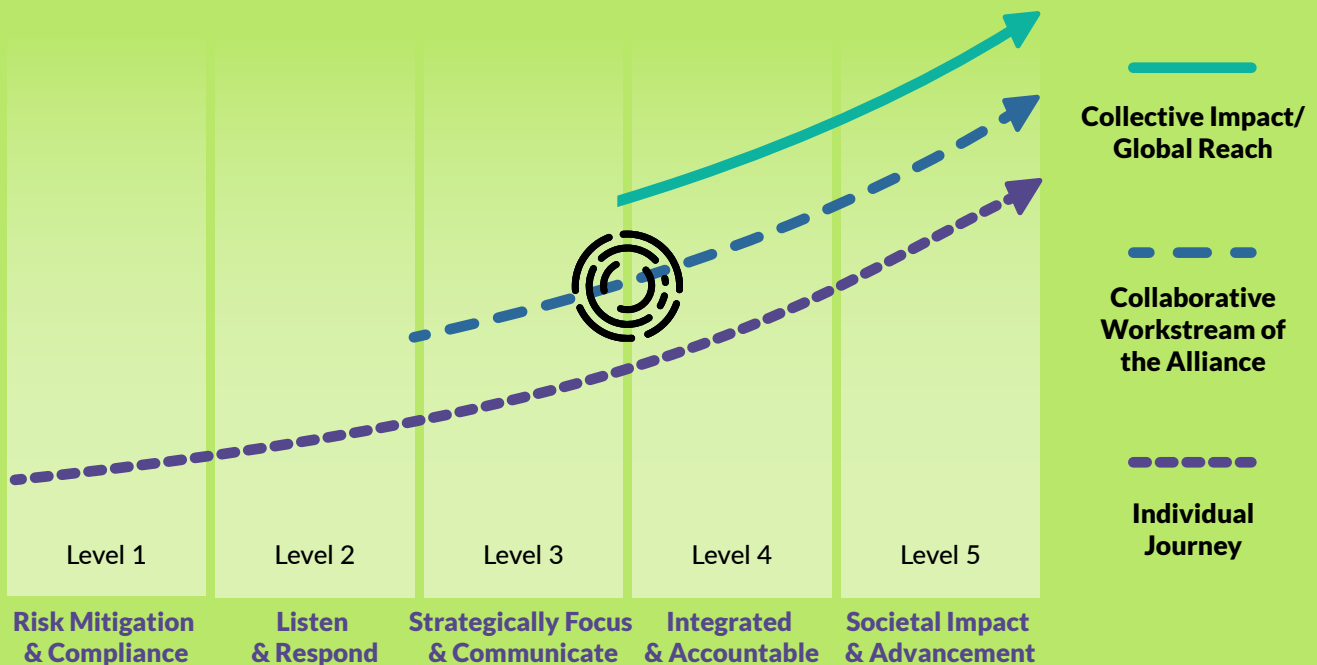 Collective Impact/
Global Reach
Collaborative
Workstream of
the Alliance
Individual
Journey
Level 1
Level 2
Level 3
Level 4
Level 5
Risk Mitigation
& Compliance
Listen
& Respond
Strategically Focus
& Communicate
Integrated
& Accountable
Societal Impact
& Advancement